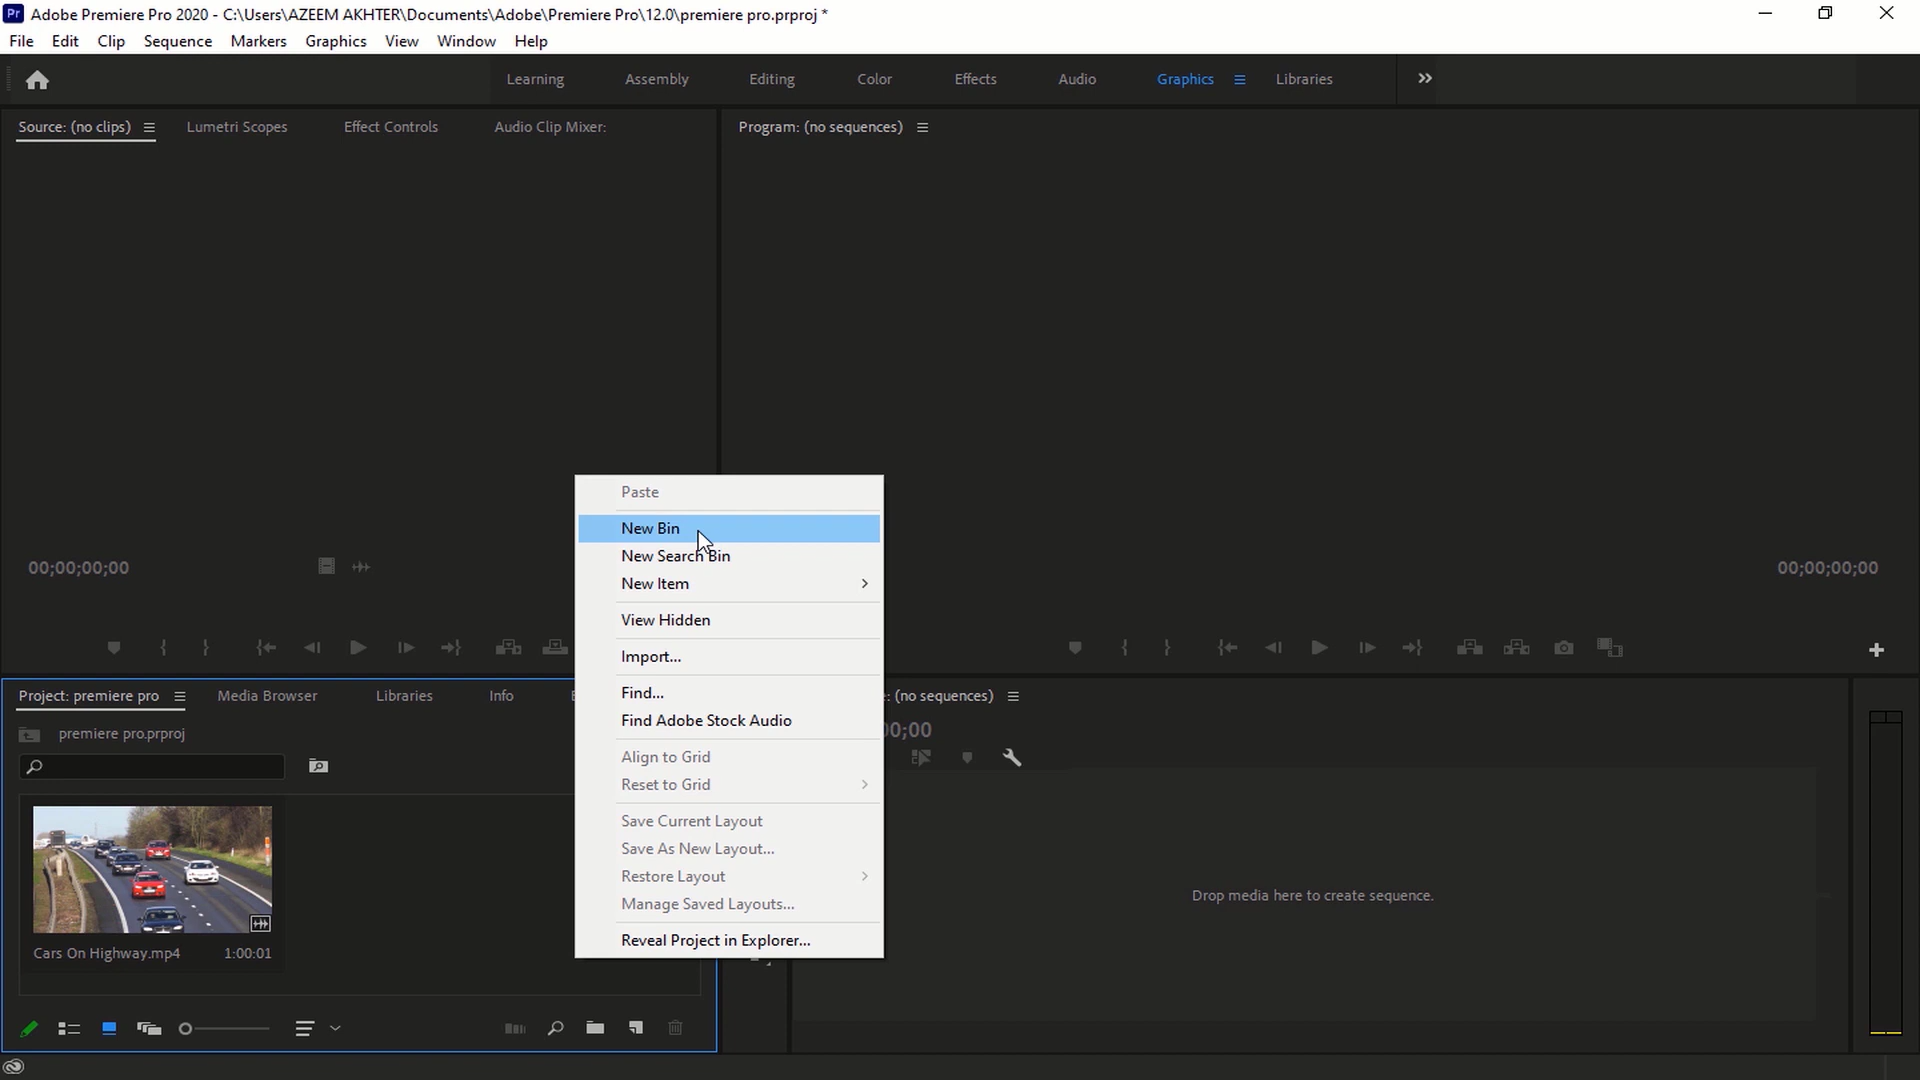 Pr Adobe Premiere Pro 2020 - C:\Users\AZEEM AKHTER\Documents\Adobe\Premiere Pro\12.0\premiere pro.prproj *
File Edit Clip Sequence Markers Graphics View Window Help
Learning Assembly Editing Color Effects Audio Graphics Libraries
Source: (no clips) Lumetri Scopes Effect Controls Audio Clip Mixer:
Program: (no sequences)
Paste
New Bin
New Search Bin
New Item
View Hidden
Import...
Find...
Find Adobe Stock Audio
Align to Grid
Reset to Grid
Save Current Layout
Save As New Layout...
Restore Layout
Manage Saved Layouts...
Reveal Project in Explorer...
00;00;00;00
00;00;00;00
Project: premiere pro Media Browser Libraries Info
: (no sequences)
;00
premiere pro.prproj
Drop media here to create sequence.
Cars On Highway.mp4 1:00:01